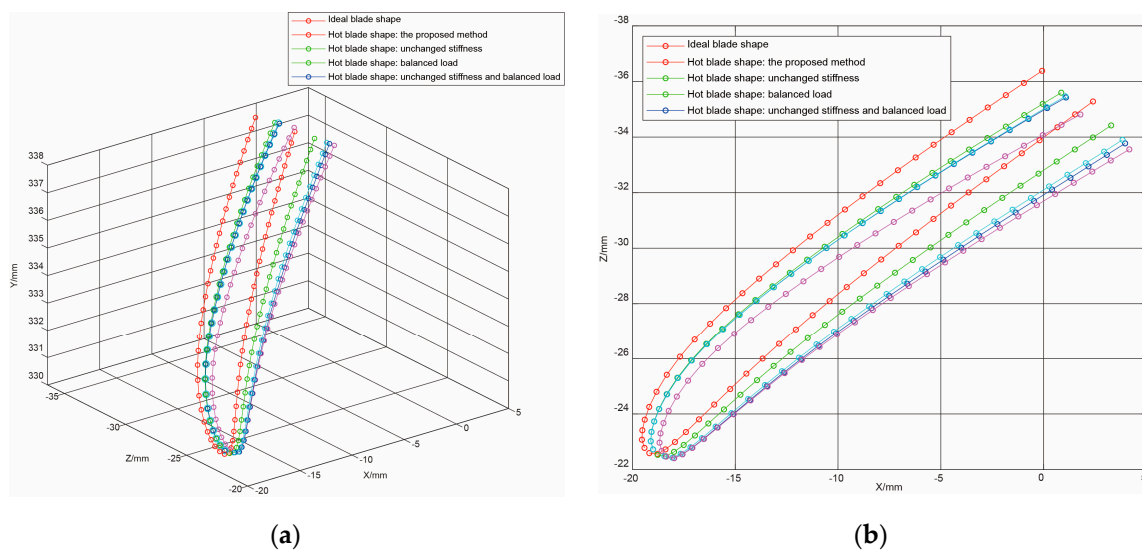 Ideal blade shape
Hot blade shape: the proposed method
Hot blade shape: unchanged stiffness
Hot blade shape: balanced load
Hot blade shape: unchanged stiffness and balanced load
338
337
336
335
334
333
332
331
330
Y/mm
-35
-30
-25
-20
Z/mm
-20
-15
-10
-5
0
5
X/mm
(a)
Ideal blade shape
Hot blade shape: the proposed method
Hot blade shape: unchanged stiffness
Hot blade shape: balanced load
Hot blade shape: unchanged stiffness and balanced load
-38
-36
-34
-32
-30
-28
-26
-24
-22
Z/mm
-20
-15
-10
-5
0
X/mm
(b)